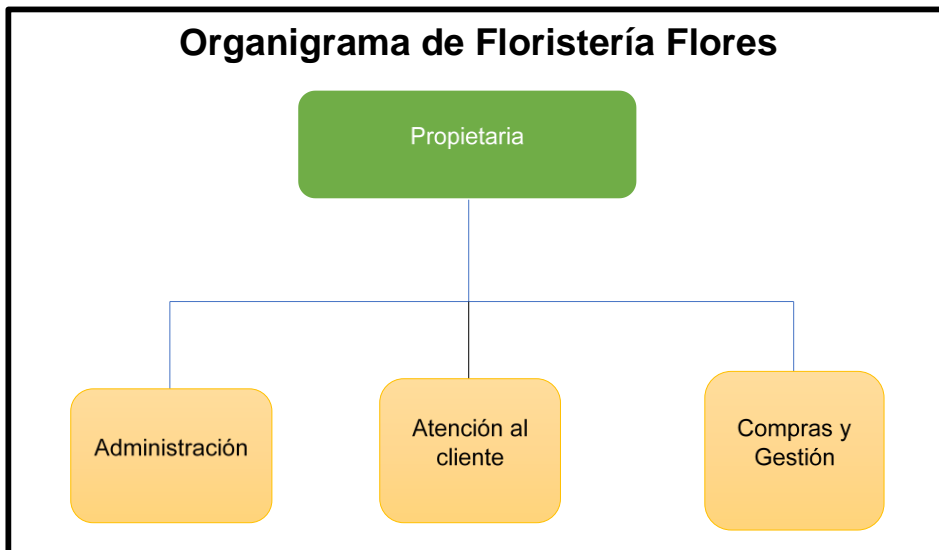 Organigrama de Floristería Flores
Propietaria
Administración
Atención al
cliente
Compras y
Gestión